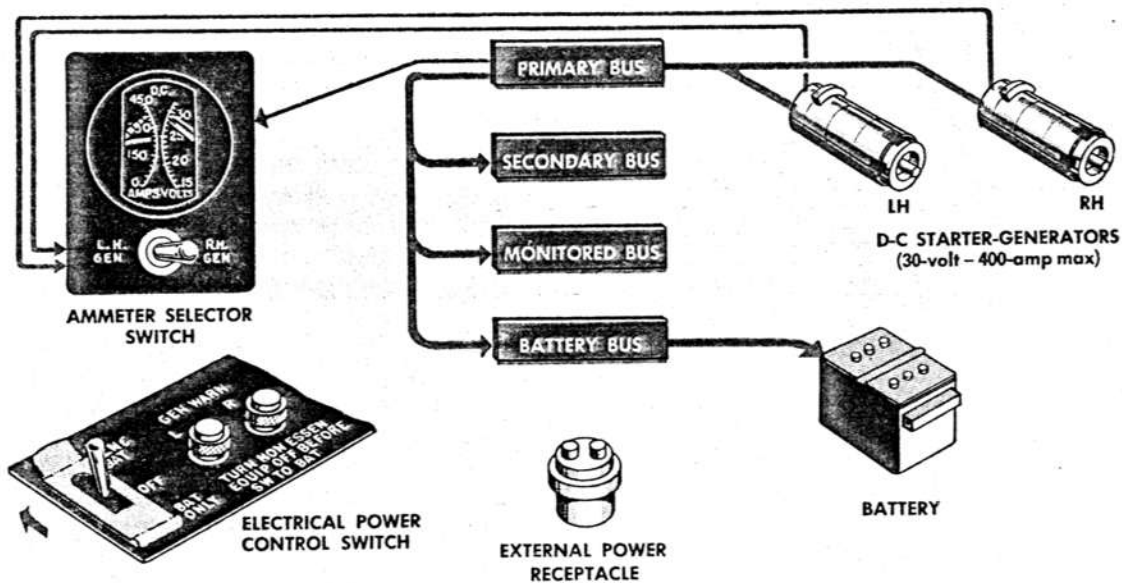 PRIMARY BUS
SECONDARY BUS
MONITORED BUS
BATTERY BUS
D.C.
450
30
150
20
0
15
AMPS-VOLTS
L.H.
GEN.
R.H.
GEN.
AMMETER SELECTOR
SWITCH
LH
RH
D-C STARTER-GENERATORS
(30-volt – 400-amp max)
BATTERY
GEN WARN
L
R
BAT
OFF
BAT
ONLY
TURN NON ESSEN
EQUIP OFF BEFORE
SW TO BAT
ELECTRICAL POWER
CONTROL SWITCH
EXTERNAL POWER
RECEPTACLE